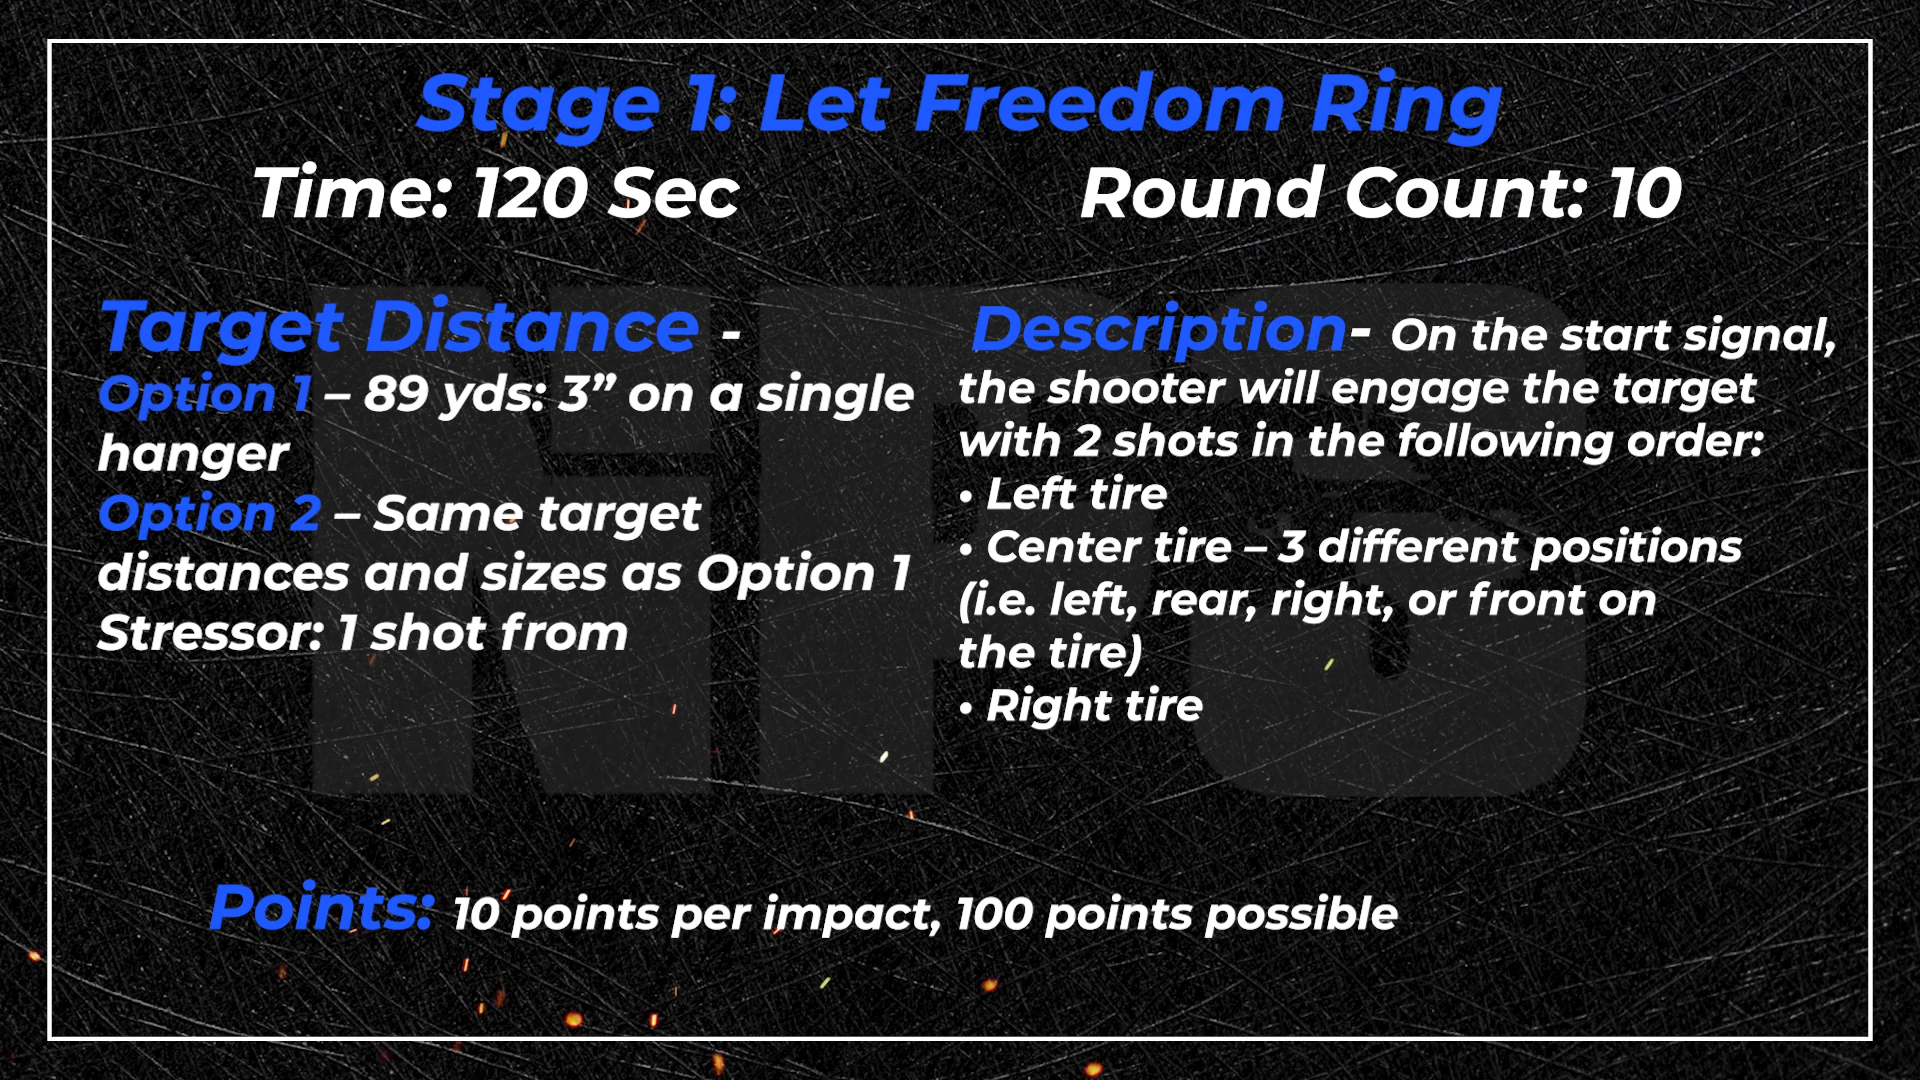 Stage 1: Let Freedom Ring
Time: 120 Sec
Round Count: 10
Target Distance -
Option 1 – 89 yds: 3” on a single
hanger
Option 2 – Same target
distances and sizes as Option 1
Stressor: 1 shot from
Description- On the start signal,
the shooter will engage the target
with 2 shots in the following order:
• Left tire
• Center tire – 3 different positions
(i.e. left, rear, right, or front on
the tire)
• Right tire
Points: 10 points per impact, 100 points possible
NPS